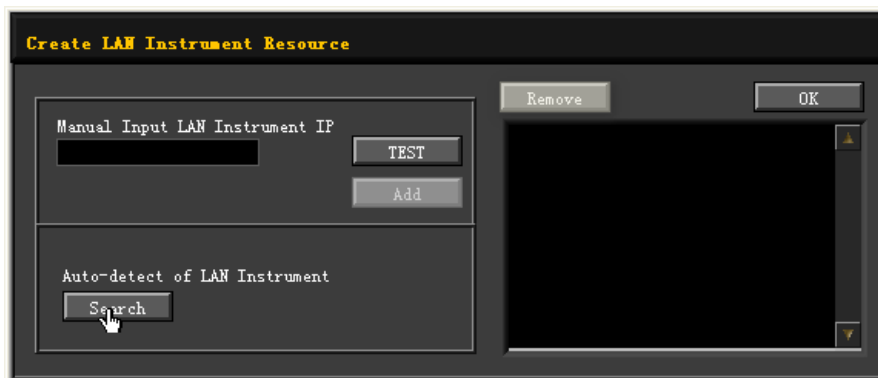 Create LAN Instrument Resource
Remove
OK
Manual Input LAN Instrument IP
TEST
Add
Auto-detect of LAN Instrument
Search